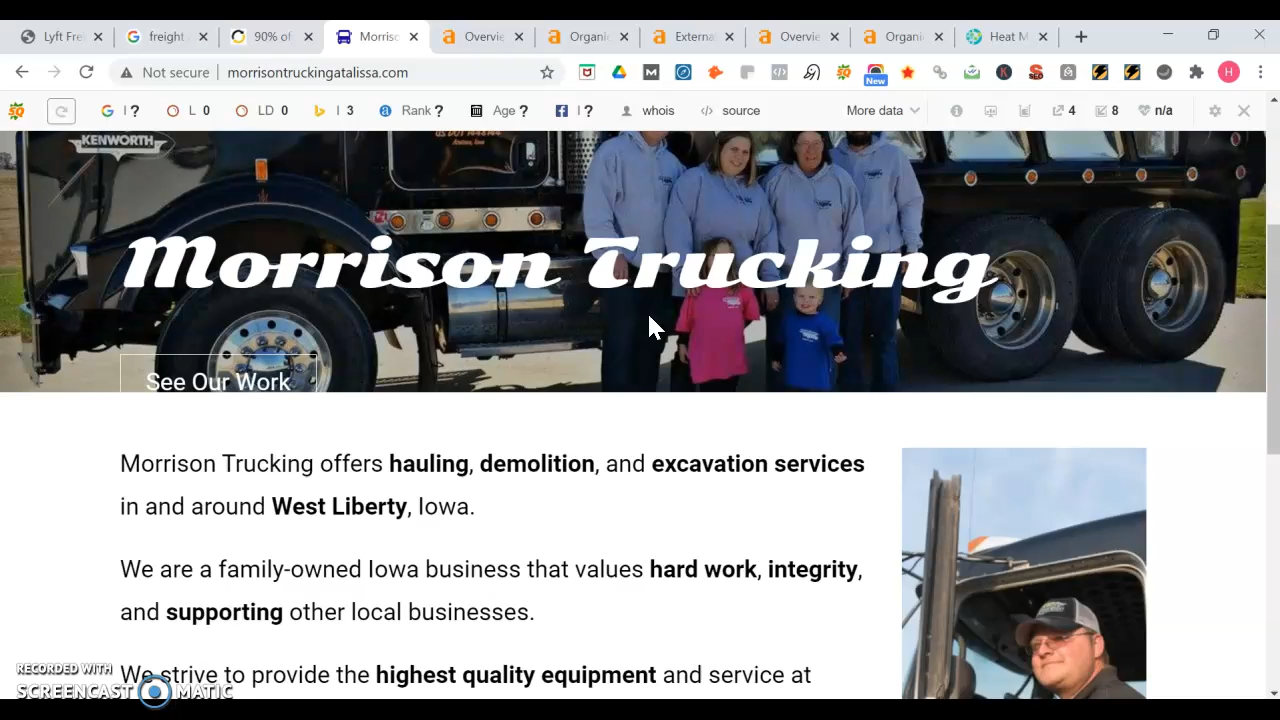 Lyft Fre
freight
90% of
Morriso
Overvie
Organic
External
Overvie
Organi
Heat M
Not secure
morrisontruckingatalissa.com
New
H
I ?
L 0
LD 0
I 3
Rank ?
Age ?
I ?
whois
source
More data
4
8
n/a
KENWORTH
Morrison Trucking
See Our Work
Morrison Trucking offers hauling, demolition, and excavation services
in and around West Liberty, Iowa.
We are a family-owned Iowa business that values hard work, integrity,
and supporting other local businesses.
We strive to provide the highest quality equipment and service at
RECORDED WITH
SCREENCAST MATIC